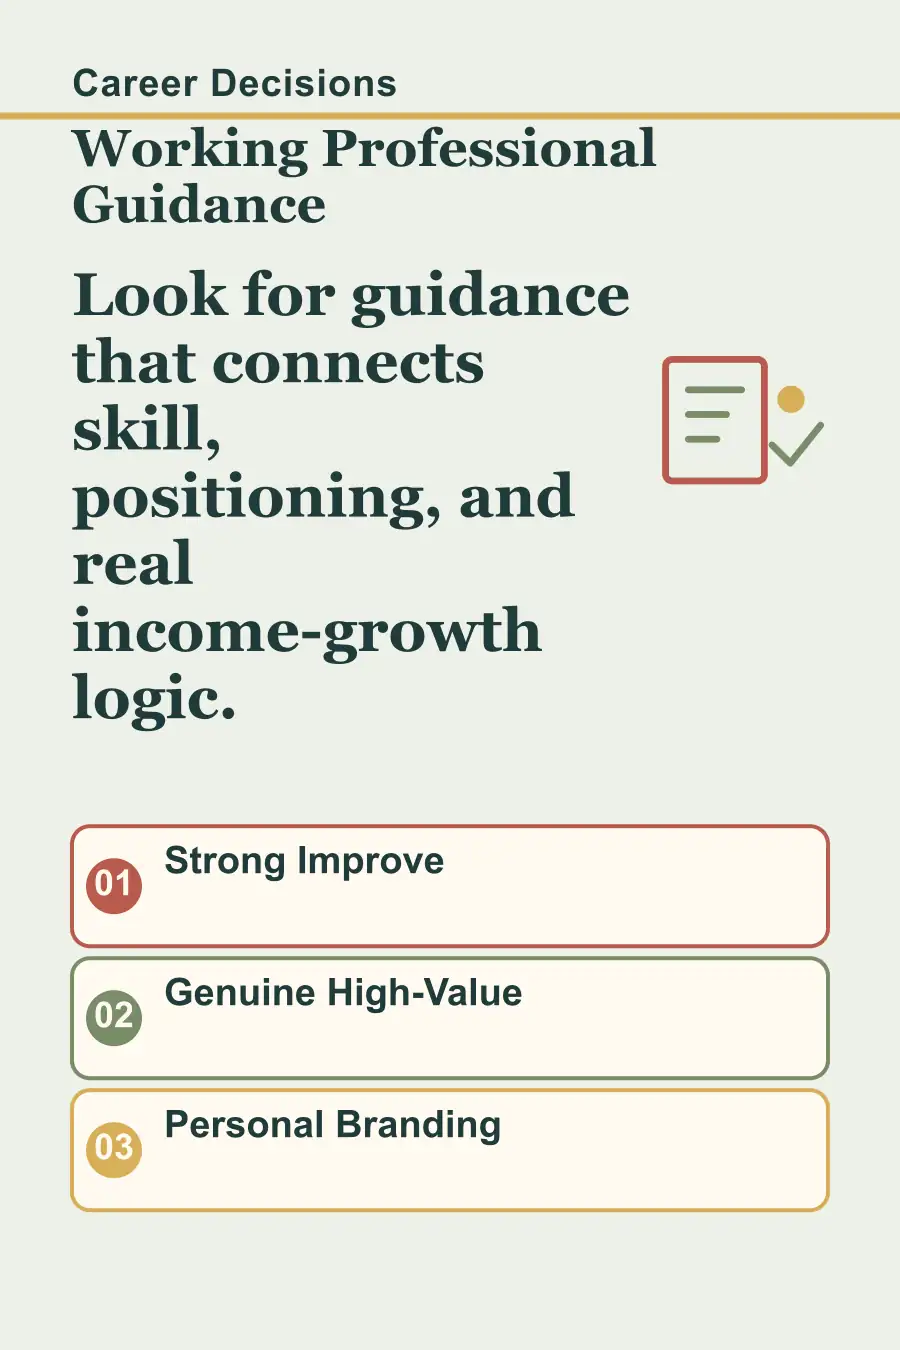 Career Decisions
Working Professional
Guidance
Look for guidance
that connects
skill,
positioning, and
real
income-growth
logic.
01
Strong Improve
02
Genuine High-Value
03
Personal Branding